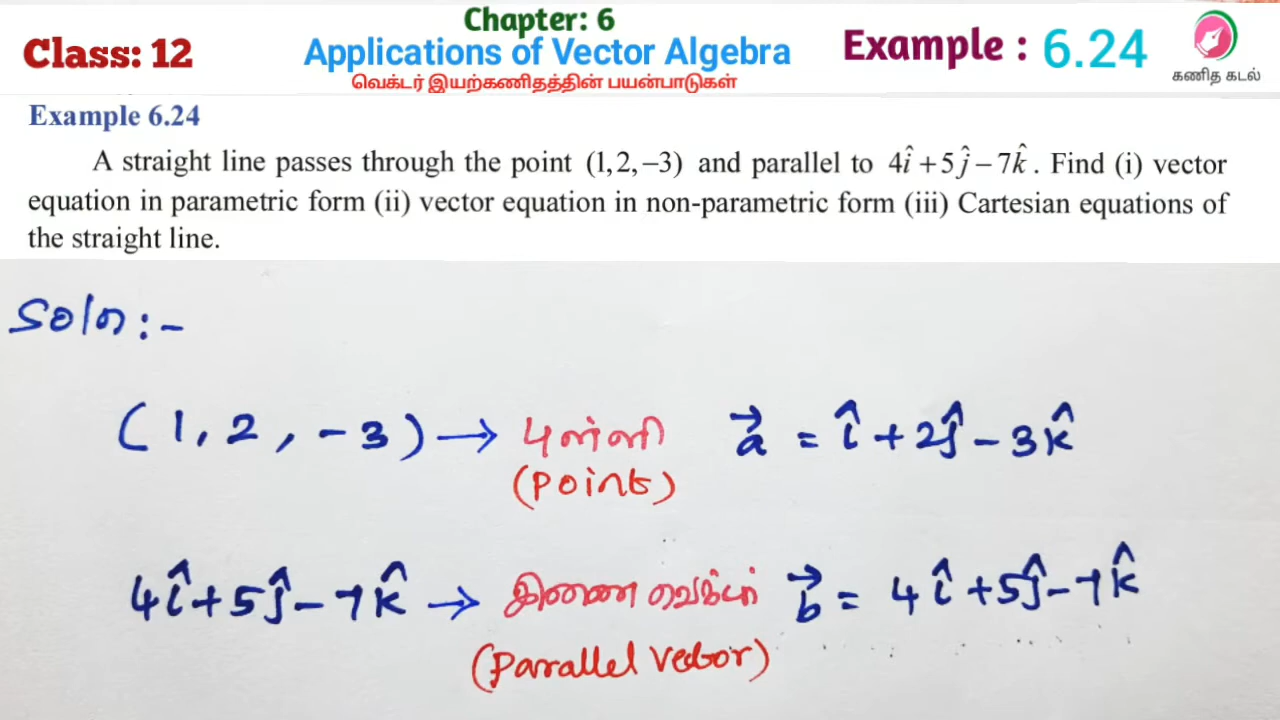 Class: 12
Chapter: 6
Applications of Vector Algebra
வெக்டர் இயற்கணிதத்தின் பயன்பாடுகள்
Example : 6.24
கணித கடல்
Example 6.24
A straight line passes through the point (1, 2, −3) and parallel to 4î + 5ĵ − 7k̂ . Find (i) vector
equation in parametric form (ii) vector equation in non-parametric form (iii) Cartesian equations of
the straight line.
Soln :-
(1, 2, -3) → புள்ளி a⃗ = î + 2ĵ - 3k̂
(Point)
4î + 5ĵ - 7k̂ → இணை வெக்டர் b⃗ = 4î + 5ĵ - 7k̂
(Parallel Vector)